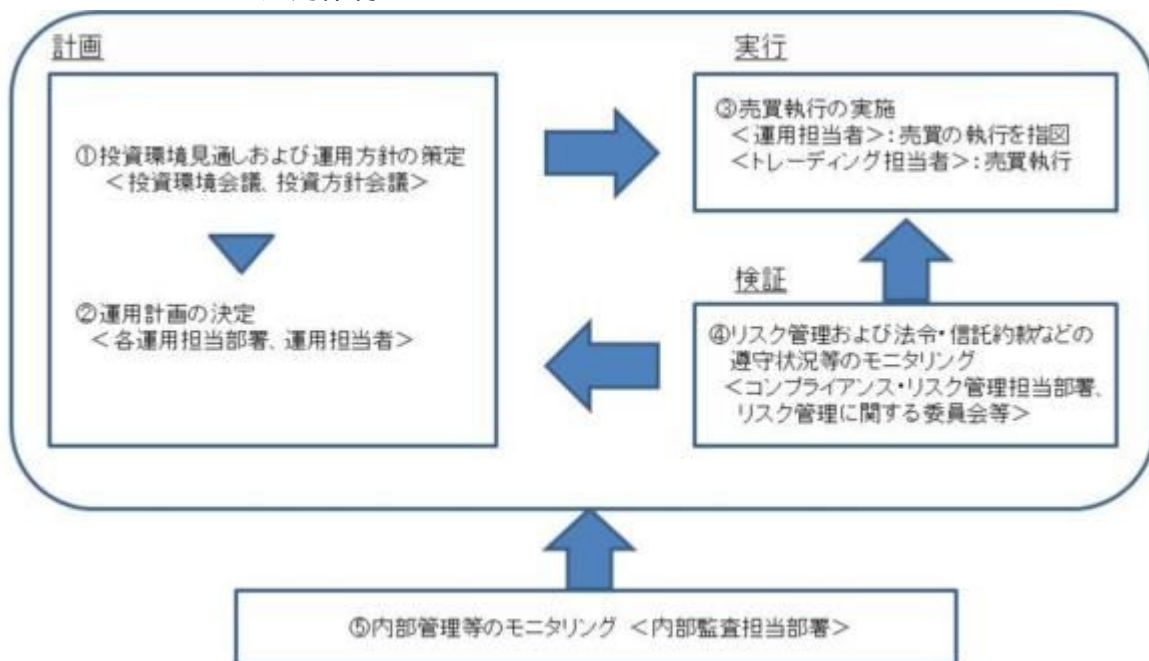 計画
①投資環境見通しおよび運用方針の策定
＜投資環境会議、投資方針会議＞
②運用計画の決定
＜各運用担当部署、運用担当者＞
実行
③売買執行の実施
＜運用担当者＞：売買の執行を指図
＜トレーディング担当者＞：売買執行
検証
④リスク管理および法令・信託約款などの
遵守状況等のモニタリング
＜コンプライアンス・リスク管理担当部署、
リスク管理に関する委員会等＞
⑤内部管理等のモニタリング ＜内部監査担当部署＞